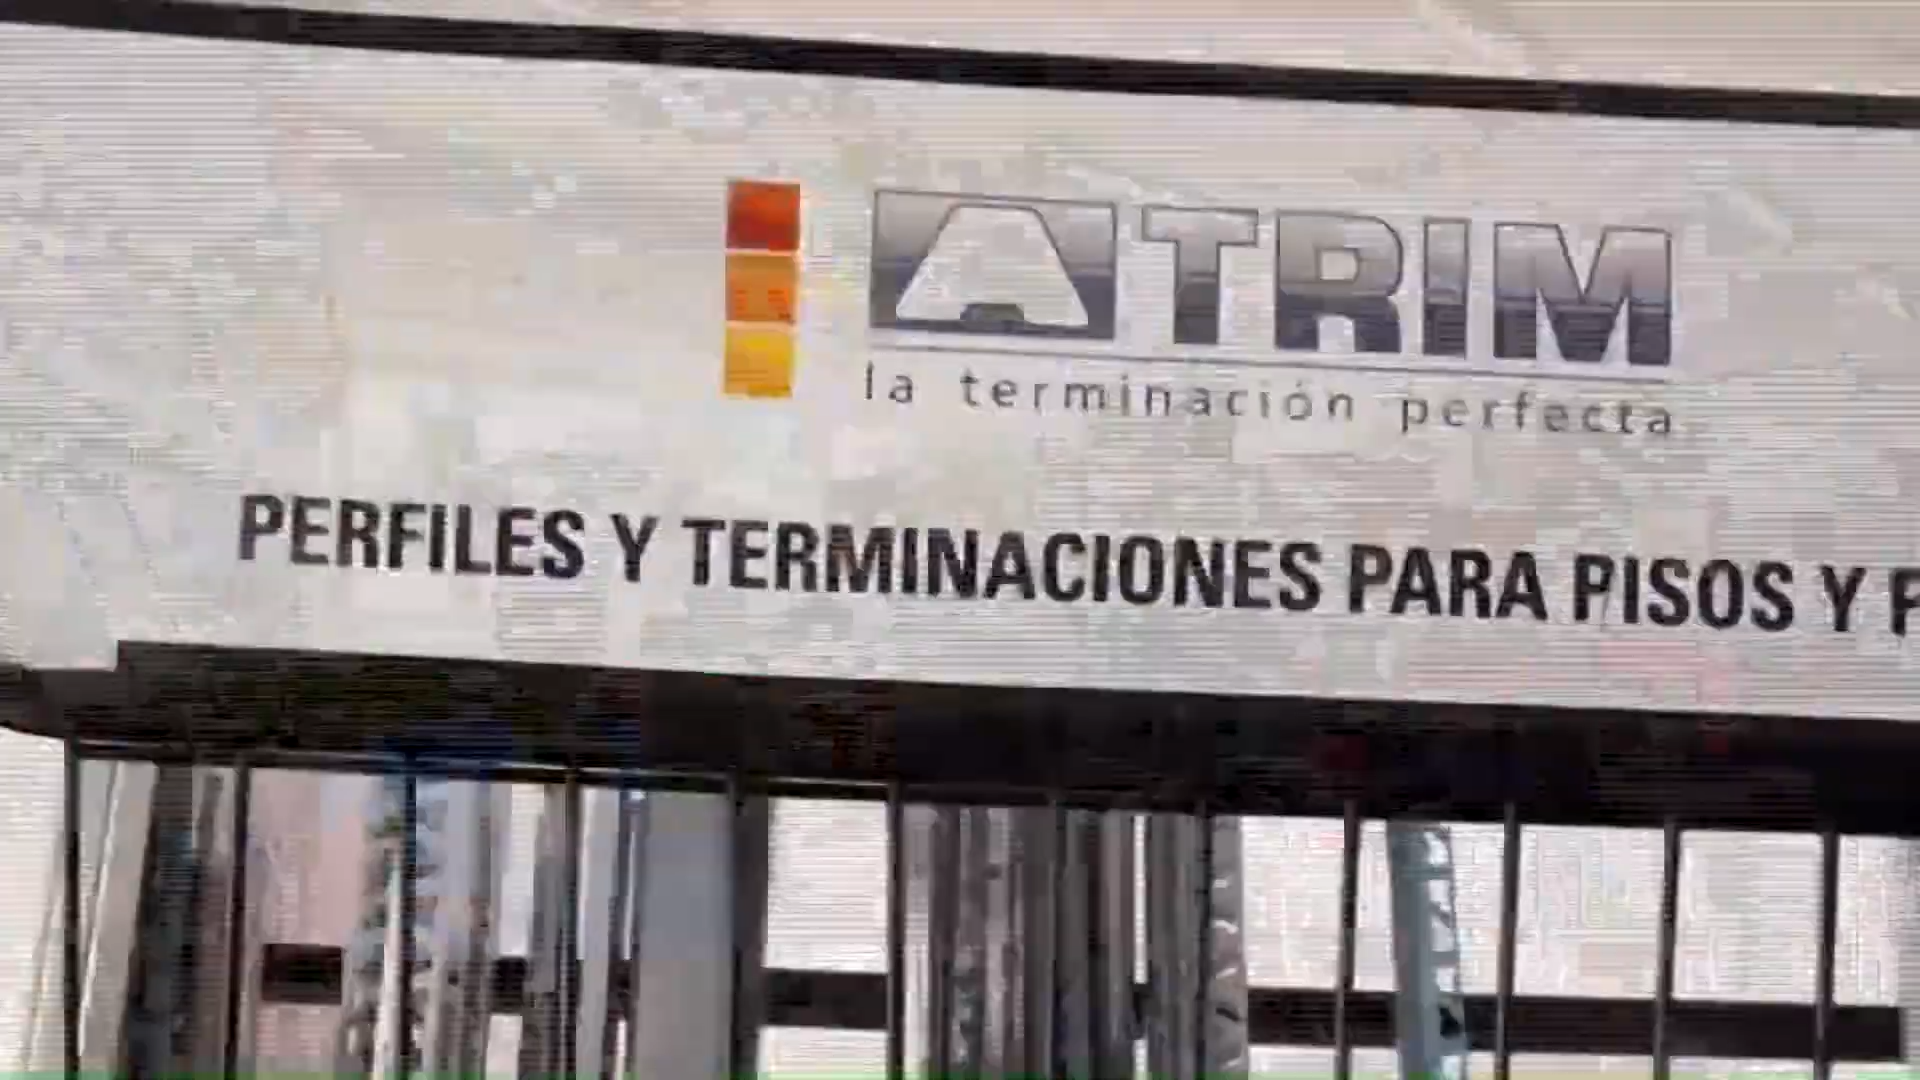 ATRIM
la terminación perfecta
PERFILES Y TERMINACIONES PARA PISOS Y